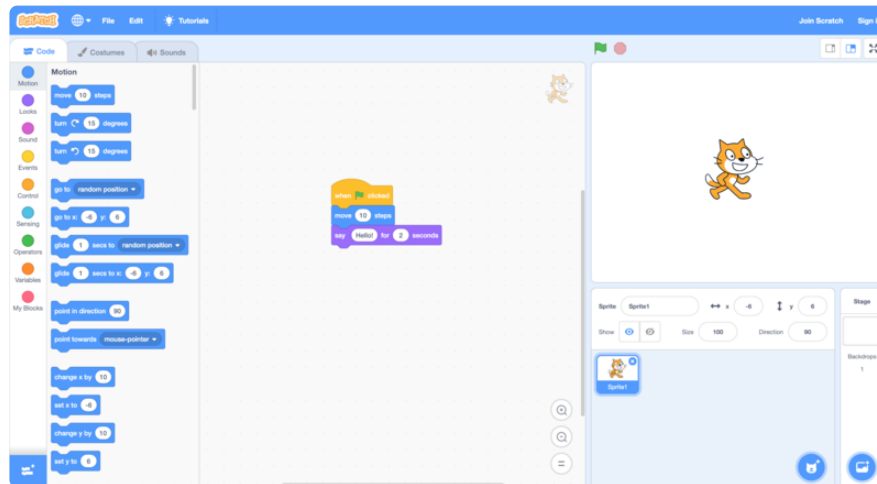 SCRATCH File Edit Tutorials Join Scratch Sign
Code Costumes Sounds
Motion
Looks
Sound
Events
Control
Sensing
Operators
Variables
My Blocks
Motion
move 10 steps
turn 15 degrees
turn 15 degrees
go to random position
go to x: -6 y: 6
glide 1 secs to random position
glide 1 secs to x: -6 y: 6
point in direction 90
point towards mouse-pointer
change x by 10
set x to -6
change y by 10
set y to 6
when clicked
move 10 steps
say Hello! for 2 seconds
Sprite Sprite1 x -6 y 6
Show Size 100 Direction 90
Sprite1
Stage
Backdrops
1